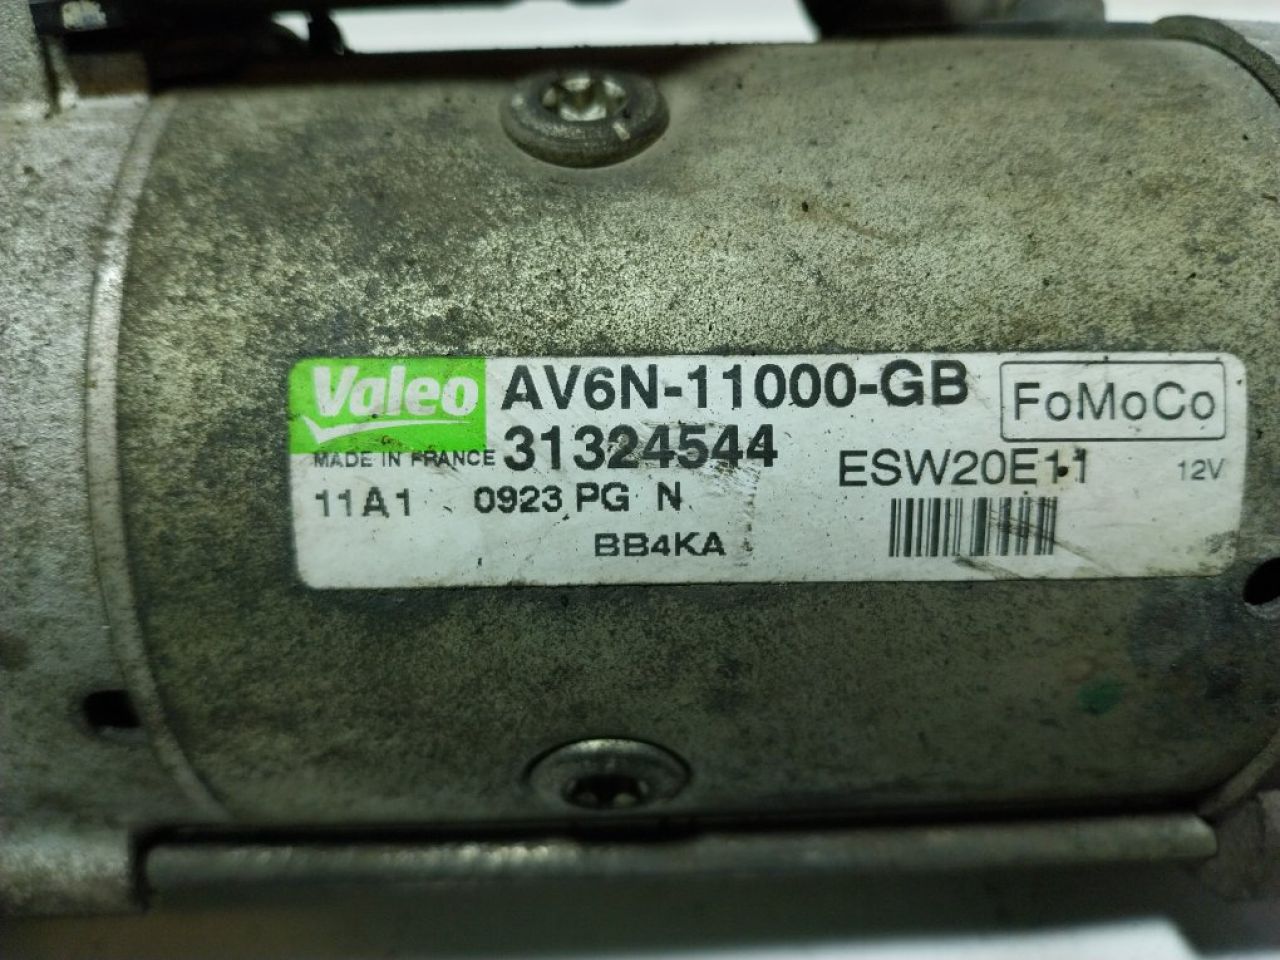 Valeo AV6N-11000-GB FoMoCo
MADE IN FRANCE 31324544
ESW20E11 12V
11A1 0923 PG N
BB4KA